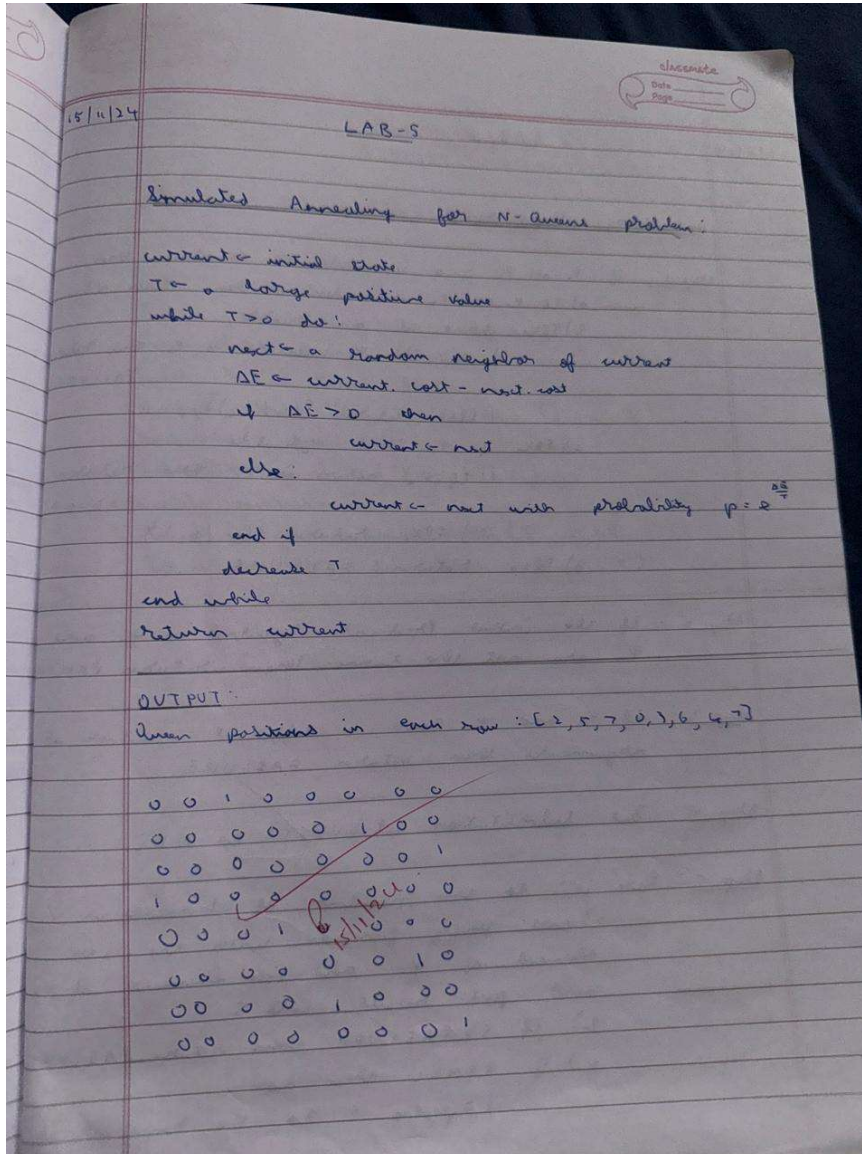 classmate
Date
Page
15/11/24
LAB-5
Simulated Annealing for N-Queens problem:
current ← initial state
T ← a large positive value
while T>0 do:
next ← a random neighbor of current
ΔE ← current. cost - next. cost
if ΔE > 0 then
current ← next
else:
current ← next with probability p = e^ΔE/T
end if
decrease T
end while
return current
OUTPUT:
Queen positions in each row : [2, 5, 7, 0, 3, 6, 4, 7]
0 0 1 0 0 0 0 0
0 0 0 0 0 1 0 0
0 0 0 0 0 0 0 1
1 0 0 0 0 0 0 0
0 0 0 1 0 0 0 0
0 0 0 0 0 0 1 0
0 0 0 0 1 0 0 0
0 0 0 0 0 0 0 1
15/11/24